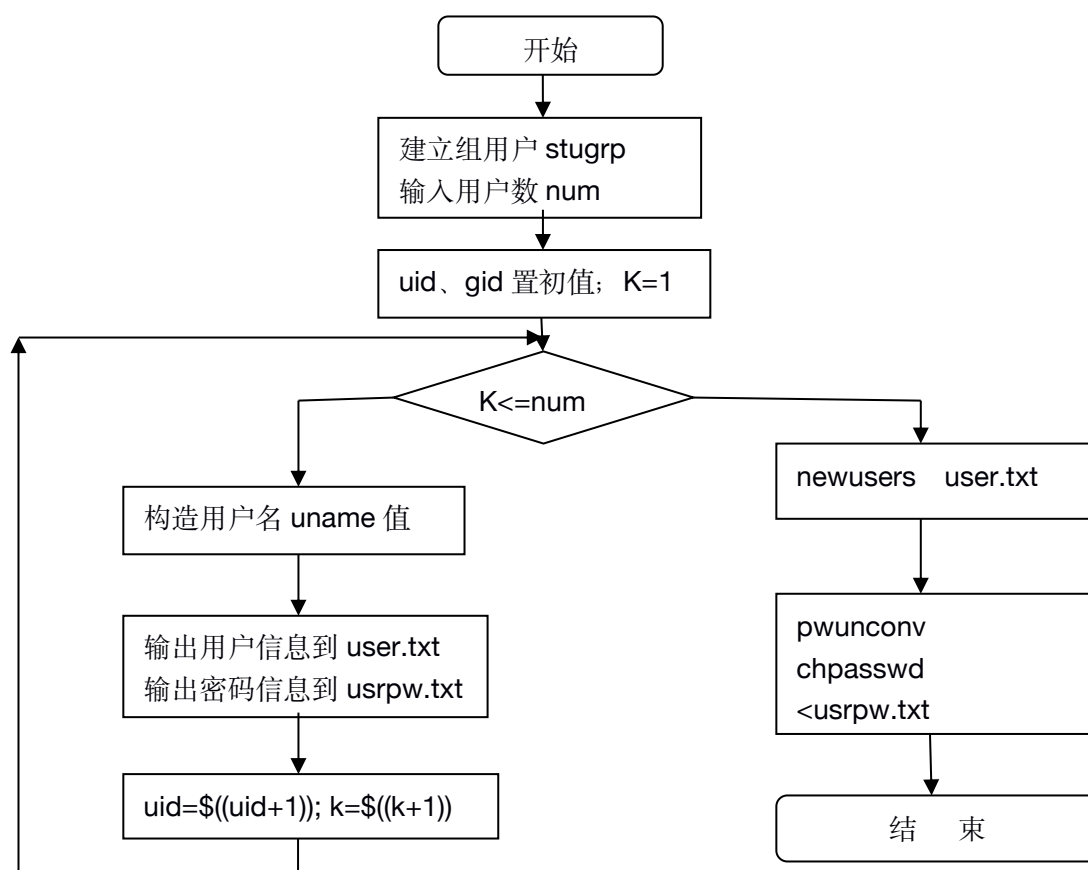 开始
建立组用户 stugrp
输入用户数 num
uid、gid 置初值；K=1
K<=num
newusers user.txt
构造用户名 uname 值
输出用户信息到 user.txt
输出密码信息到 usrpw.txt
pwunconv
chpasswd
<usrpw.txt
uid=$((uid+1)); k=$((k+1))
结 束